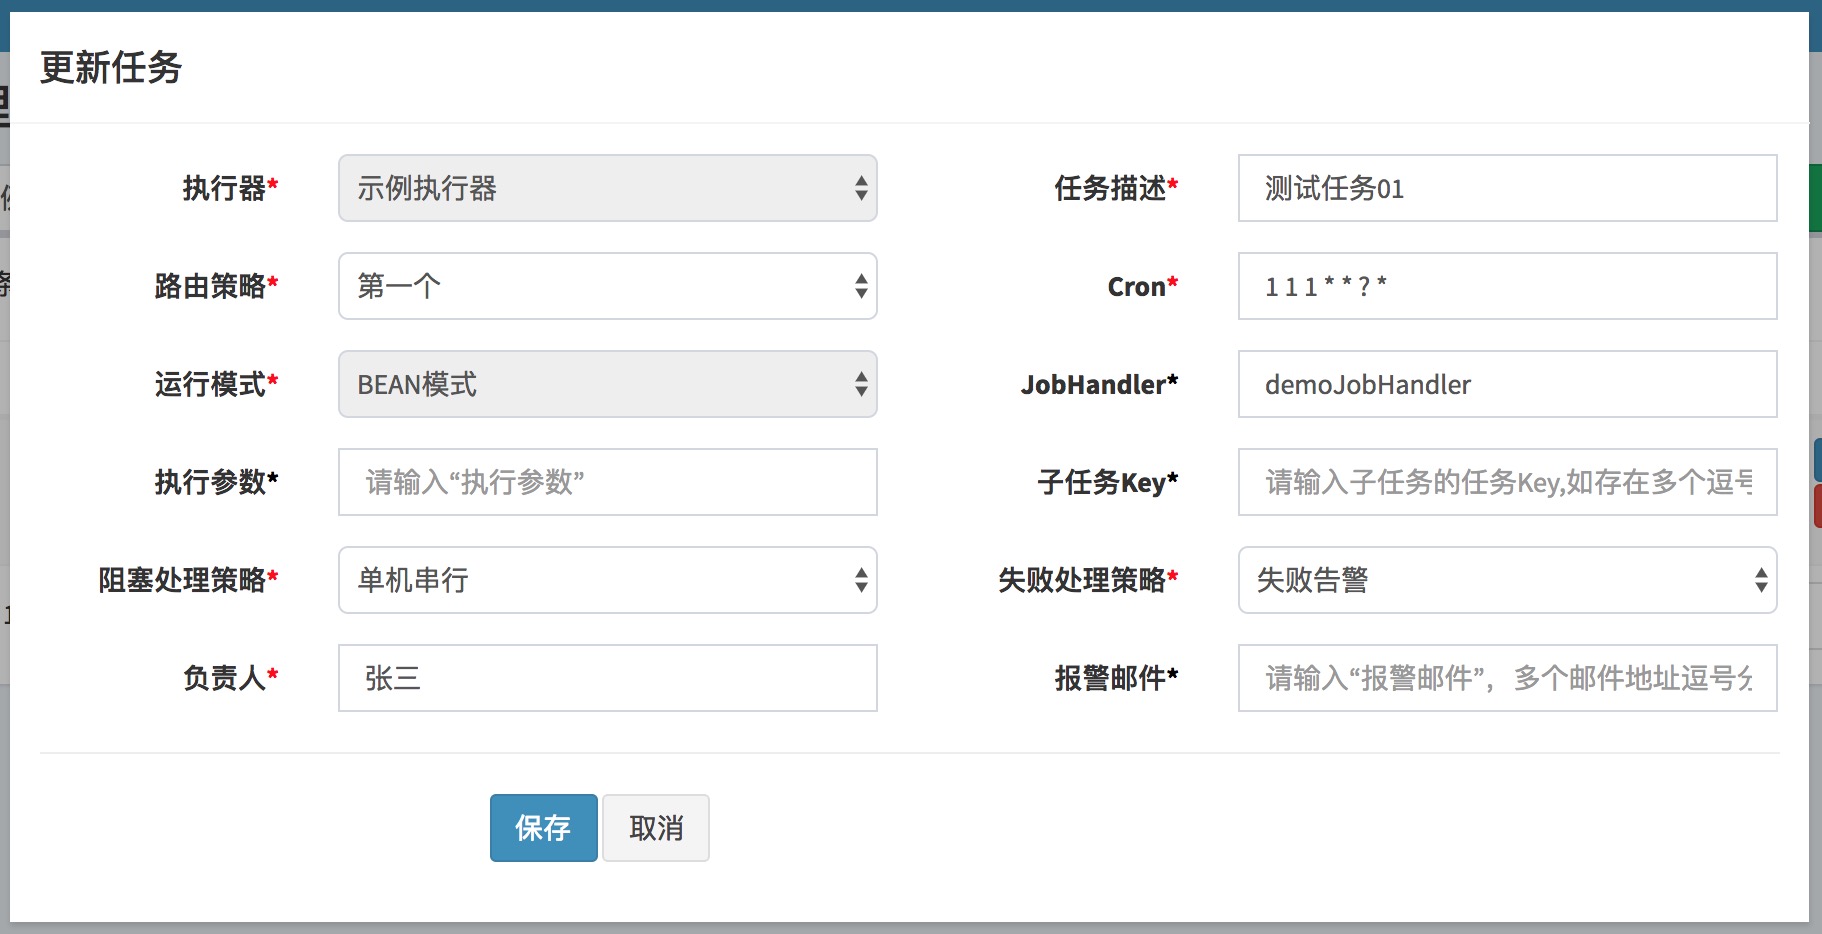 更新任务
执行器* 示例执行器 任务描述* 测试任务01
路由策略* 第一个 Cron* 1 1 1 * * ? *
运行模式* BEAN模式 JobHandler* demoJobHandler
执行参数* 请输入“执行参数” 子任务Key* 请输入子任务的任务Key,如存在多个逗号
阻塞处理策略* 单机串行 失败处理策略* 失败告警
负责人* 张三 报警邮件* 请输入“报警邮件”，多个邮件地址逗号分
保存 取消